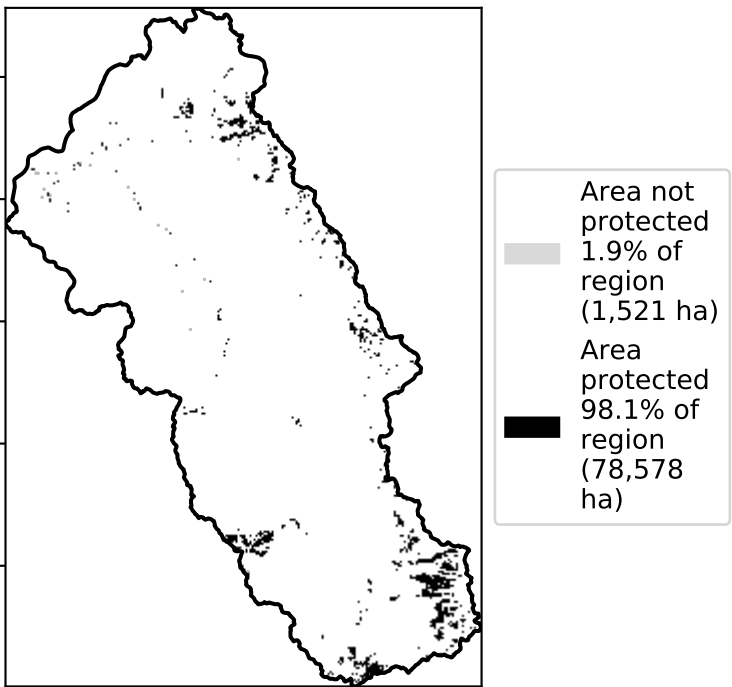 Area not
protected
1.9% of
region
(1,521 ha)
Area
protected
98.1% of
region
(78,578
ha)